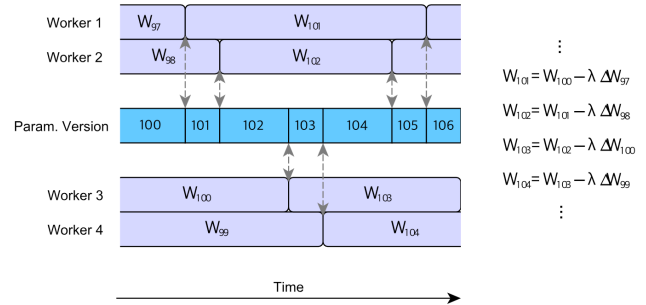 Worker 1 W₉₇ W₁₀₁
Worker 2 W₉₈ W₁₀₂
Param. Version 100 101 102 103 104 105 106
Worker 3 W₁₀₀ W₁₀₃
Worker 4 W₉₉ W₁₀₄
Time
⋮
W₁₀₁ = W₁₀₀ − λ ΔW₉₇
W₁₀₂ = W₁₀₁ − λ ΔW₉₈
W₁₀₃ = W₁₀₂ − λ ΔW₁₀₀
W₁₀₄ = W₁₀₃ − λ ΔW₉₉
⋮